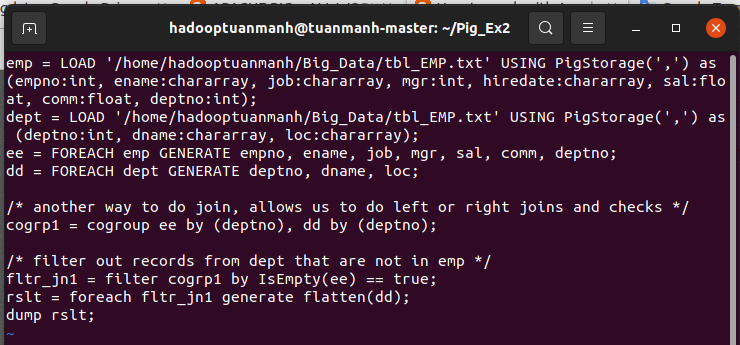 hadooptuanmanh@tuanmanh-master: ~/Pig_Ex2
emp = LOAD '/home/hadooptuanmanh/Big_Data/tbl_EMP.txt' USING PigStorage(',') as
(empno:int, ename:chararray, job:chararray, mgr:int, hiredate:chararray, sal:flo
at, comm:float, deptno:int);
dept = LOAD '/home/hadooptuanmanh/Big_Data/tbl_EMP.txt' USING PigStorage(',') as
 (deptno:int, dname:chararray, loc:chararray);
ee = FOREACH emp GENERATE empno, ename, job, mgr, sal, comm, deptno;
dd = FOREACH dept GENERATE deptno, dname, loc;
/* another way to do join, allows us to do left or right joins and checks */
cogrp1 = cogroup ee by (deptno), dd by (deptno);
/* filter out records from dept that are not in emp */
fltr_jn1 = filter cogrp1 by IsEmpty(ee) == true;
rslt = foreach fltr_jn1 generate flatten(dd);
dump rslt;
~